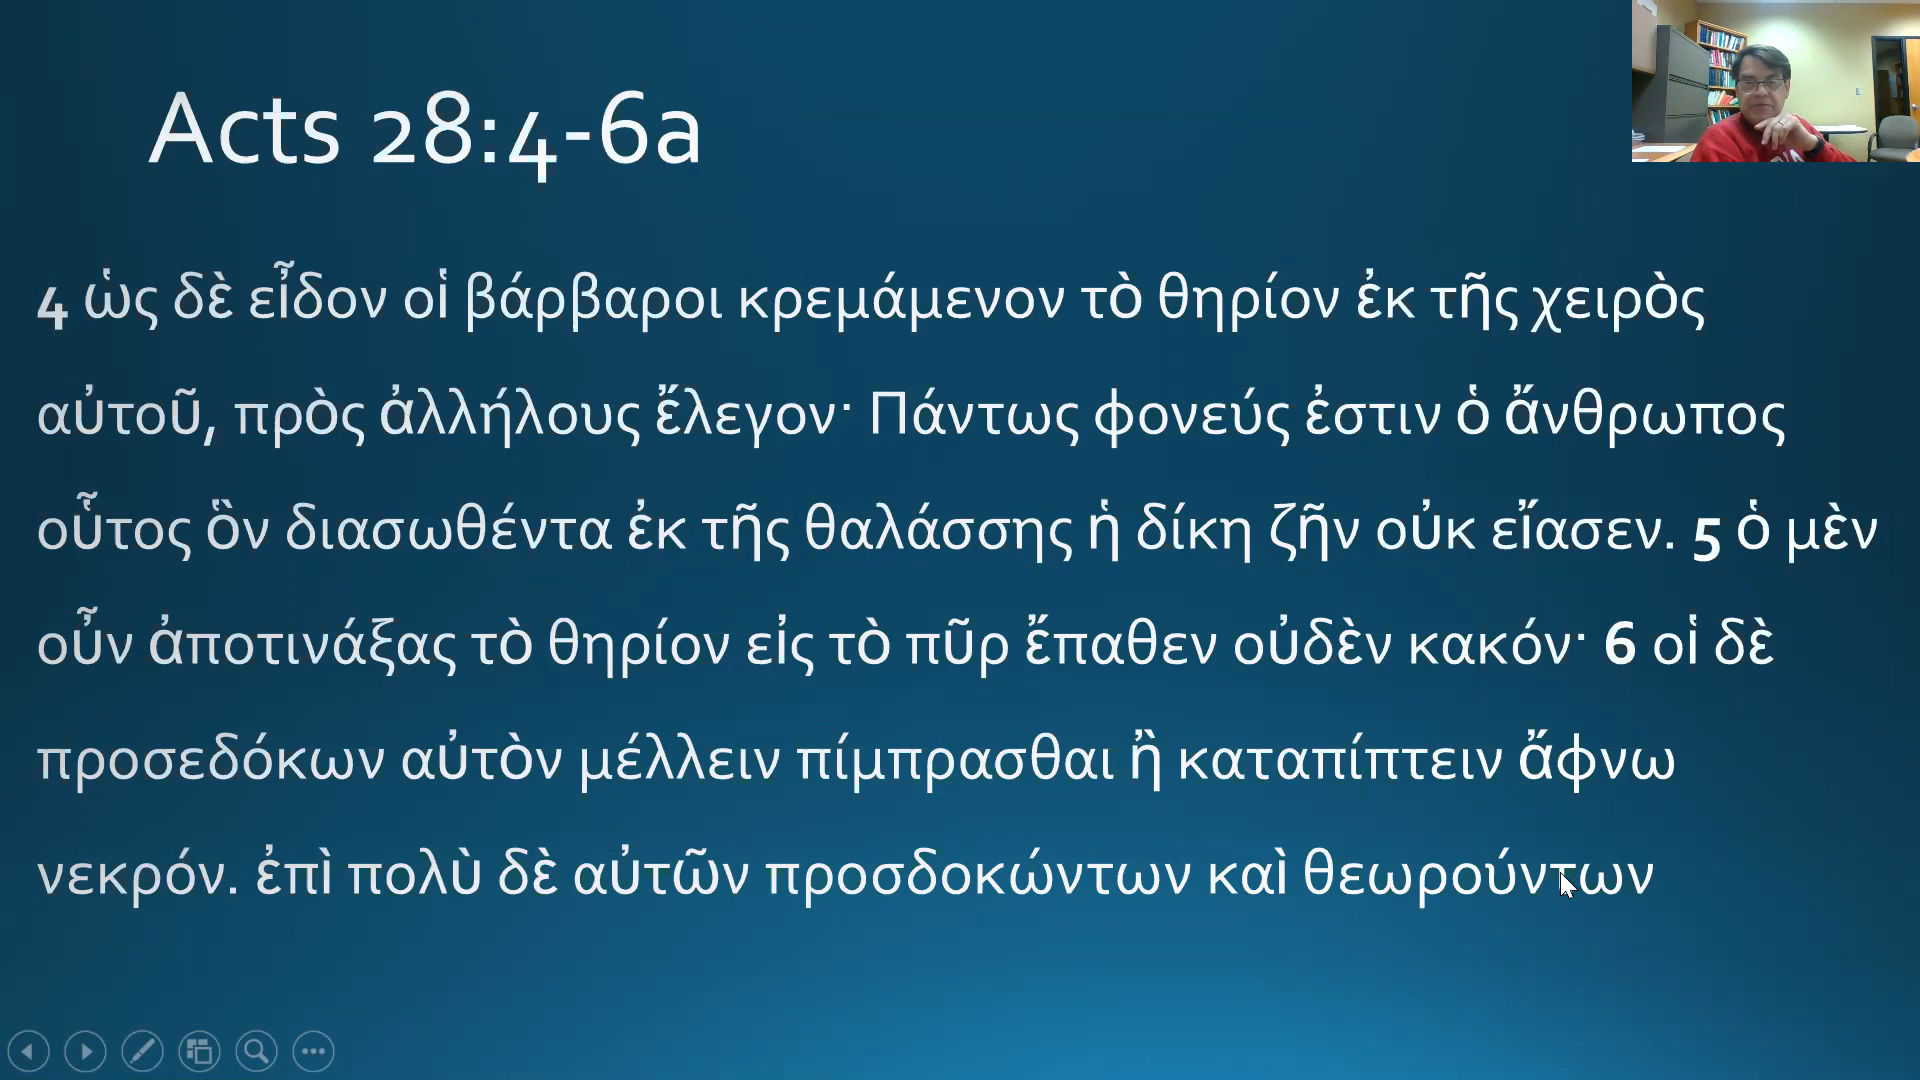 Acts 28:4-6a
4 ὡς δὲ εἶδον οἱ βάρβαροι κρεμάμενον τὸ θηρίον ἐκ τῆς χειρὸς
αὐτοῦ, πρὸς ἀλλήλους ἔλεγον· Πάντως φονεύς ἐστιν ὁ ἄνθρωπος
οὗτος ὃν διασωθέντα ἐκ τῆς θαλάσσης ἡ δίκη ζῆν οὐκ εἴασεν. 5 ὁ μὲν
οὖν ἀποτινάξας τὸ θηρίον εἰς τὸ πῦρ ἔπαθεν οὐδὲν κακόν· 6 οἱ δὲ
προσεδόκων αὐτὸν μέλλειν πίμπρασθαι ἢ καταπίπτειν ἄφνω
νεκρόν. ἐπὶ πολὺ δὲ αὐτῶν προσδοκώντων καὶ θεωρούντων